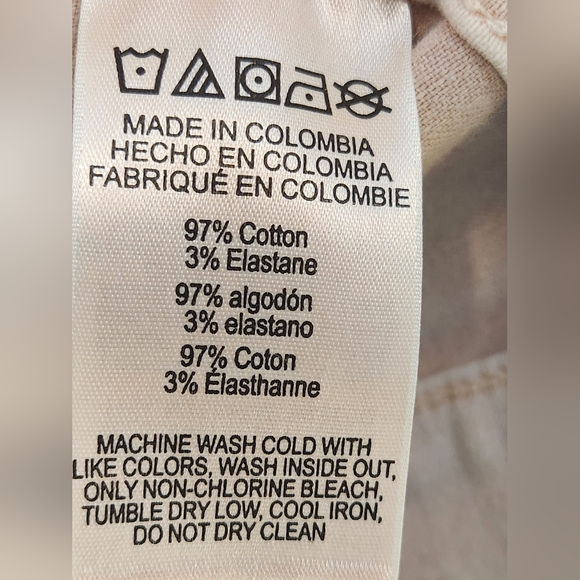 MADE IN COLOMBIA
HECHO EN COLOMBIA
FABRIQUÉ EN COLOMBIE
97% Cotton
3% Elastane
97% algodón
3% elastano
97% Coton
3% Élasthanne
MACHINE WASH COLD WITH
LIKE COLORS, WASH INSIDE OUT,
ONLY NON-CHLORINE BLEACH,
TUMBLE DRY LOW, COOL IRON,
DO NOT DRY CLEAN